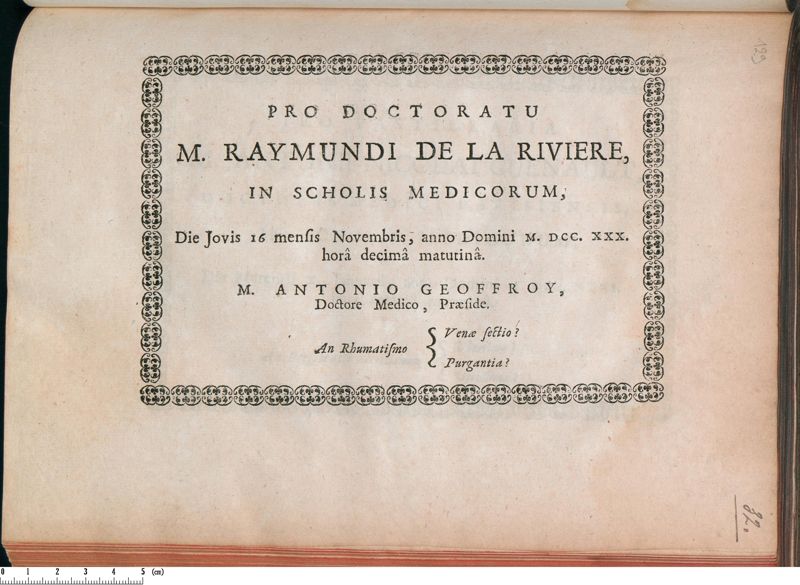 129
PRO DOCTORATU
M. RAYMUNDI DE LA RIVIERE,
IN SCHOLIS MEDICORUM,
Die Jovis 16 menſis Novembris, anno Domini M. DCC. XXX.
horâ decimâ matutinâ.
M. ANTONIO GEOFFROY,
Doctore Medico, Præſide.
An Rhumatiſmo { Venæ ſectio?
Purgantia?
82.
0 1 2 3 4 5 (cm)